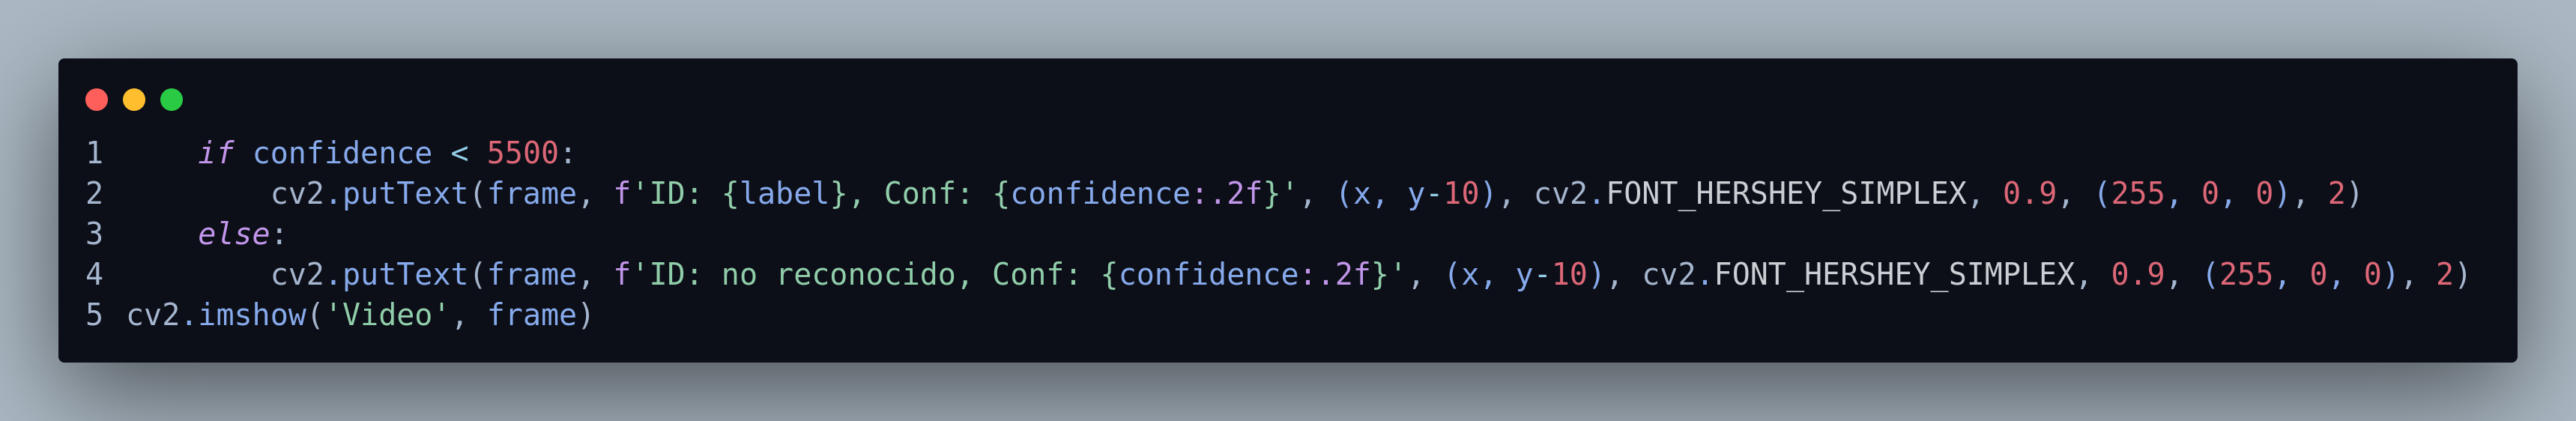 1     if confidence < 5500:
2         cv2.putText(frame, f'ID: {label}, Conf: {confidence:.2f}', (x, y-10), cv2.FONT_HERSHEY_SIMPLEX, 0.9, (255, 0, 0), 2)
3     else:
4         cv2.putText(frame, f'ID: no reconocido, Conf: {confidence:.2f}', (x, y-10), cv2.FONT_HERSHEY_SIMPLEX, 0.9, (255, 0, 0), 2)
5 cv2.imshow('Video', frame)